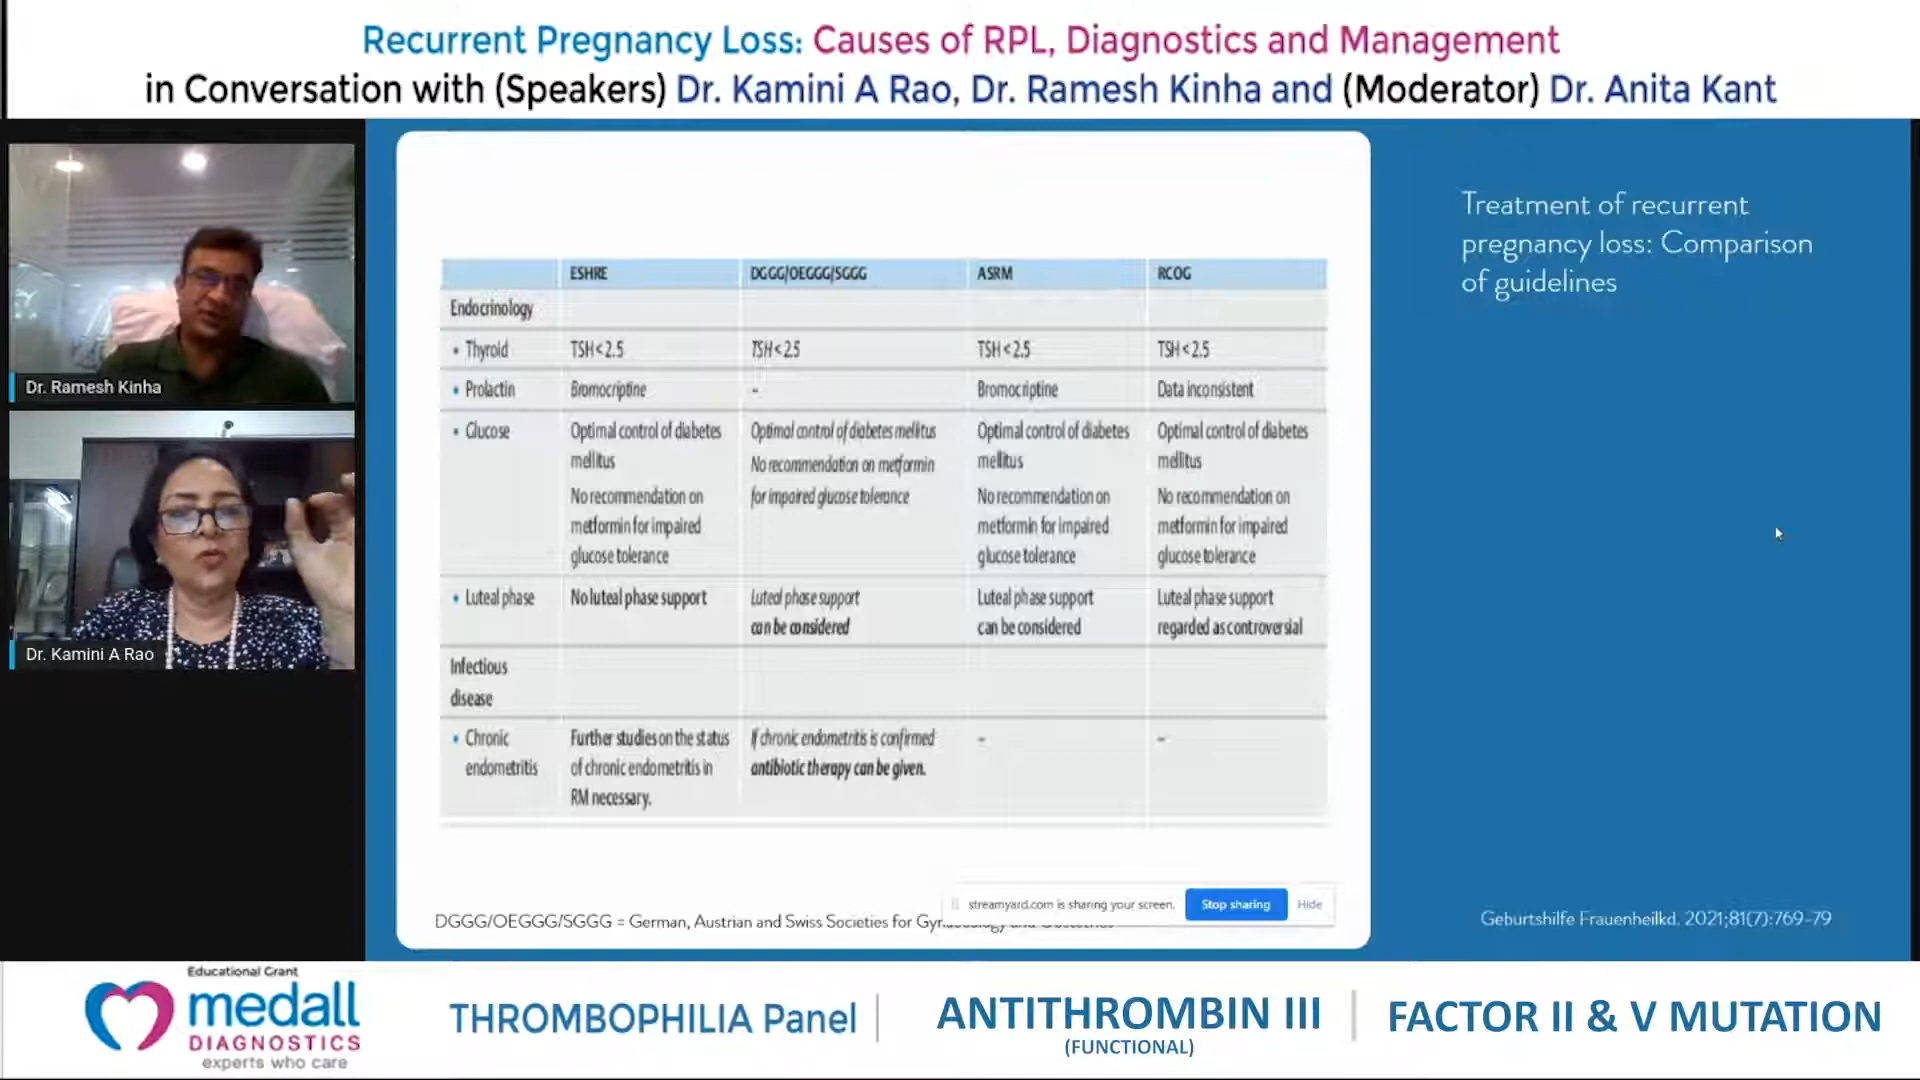 Recurrent Pregnancy Loss: Causes of RPL, Diagnostics and Management
in Conversation with (Speakers) Dr. Kamini A Rao, Dr. Ramesh Kinha and (Moderator) Dr. Anita Kant
Dr. Ramesh Kinha
Dr. Kamini A Rao
Treatment of recurrent
pregnancy loss: Comparison
of guidelines
ESHRE DGGG/OEGGG/SGGG ASRM RCOG
Endocrinology
• Thyroid TSH<2.5 TSH<2.5 TSH<2.5 TSH<2.5
• Prolactin Bromocriptine – Bromocriptine Data inconsistent
• Glucose Optimal control of diabetes Optimal control of diabetes mellitus Optimal control of diabetes Optimal control of diabetes
mellitus No recommendation on metformin mellitus mellitus
No recommendation on for impaired glucose tolerance No recommendation on No recommendation on
metformin for impaired metformin for impaired metformin for impaired
glucose tolerance glucose tolerance glucose tolerance
• Luteal phase No luteal phase support Luteal phase support Luteal phase support Luteal phase support
can be considered can be considered regarded as controversial
Infectious
disease
• Chronic Further studies on the status If chronic endometritis is confirmed – –
endometritis of chronic endometritis in antibiotic therapy can be given.
RM necessary.
streamyard.com is sharing your screen. Stop sharing Hide
DGGG/OEGGG/SGGG = German, Austrian and Swiss Societies for Gynaecology and Obstetrics
Geburtshilfe Frauenheilkd. 2021;81(7):769-79
Educational Grant
medall
DIAGNOSTICS
experts who care
THROMBOPHILIA Panel
ANTITHROMBIN III
(FUNCTIONAL)
FACTOR II & V MUTATION